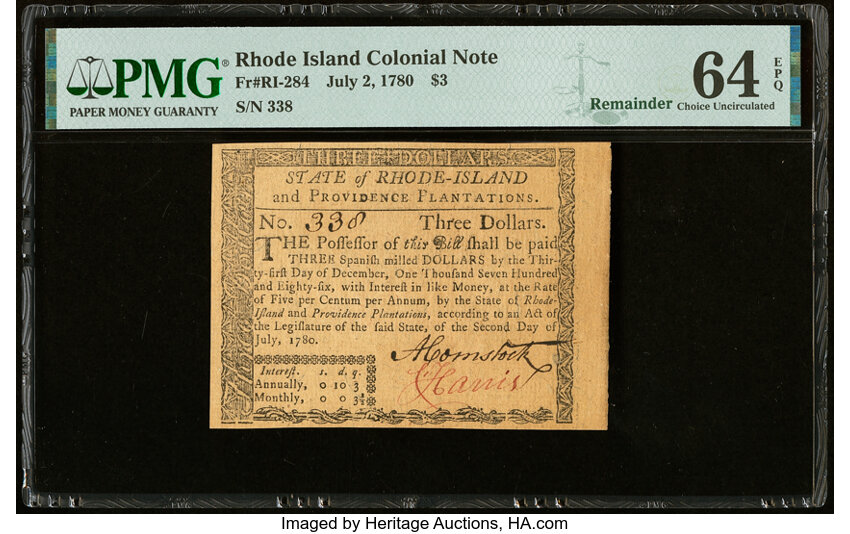 PMG®
PAPER MONEY GUARANTY
Rhode Island Colonial Note
Fr#RI-284 July 2, 1780 $3
S/N 338
Remainder
64 EPQ
Choice Uncirculated
THREE DOLLARS
STATE of RHODE-ISLAND
and PROVIDENCE PLANTATIONS.
No. 338 Three Dollars.
THE Poſſeſſor of this Bill ſhall be paid
THREE Spaniſh milled DOLLARS by the Thir-
ty-firſt Day of December, One Thouſand Seven Hundred
and Eighty-ſix, with Intereſt in like Money, at the Rate
of Five per Centum per Annum, by the State of Rhode-
Iſland and Providence Plantations, according to an Act of
the Legiſlature of the ſaid State, of the Second Day of
July, 1780.
AComstock
CHarris
Intereſt. s. d. q.
Annually, 0 10 3
Monthly, 0 0 3½
Imaged by Heritage Auctions, HA.com